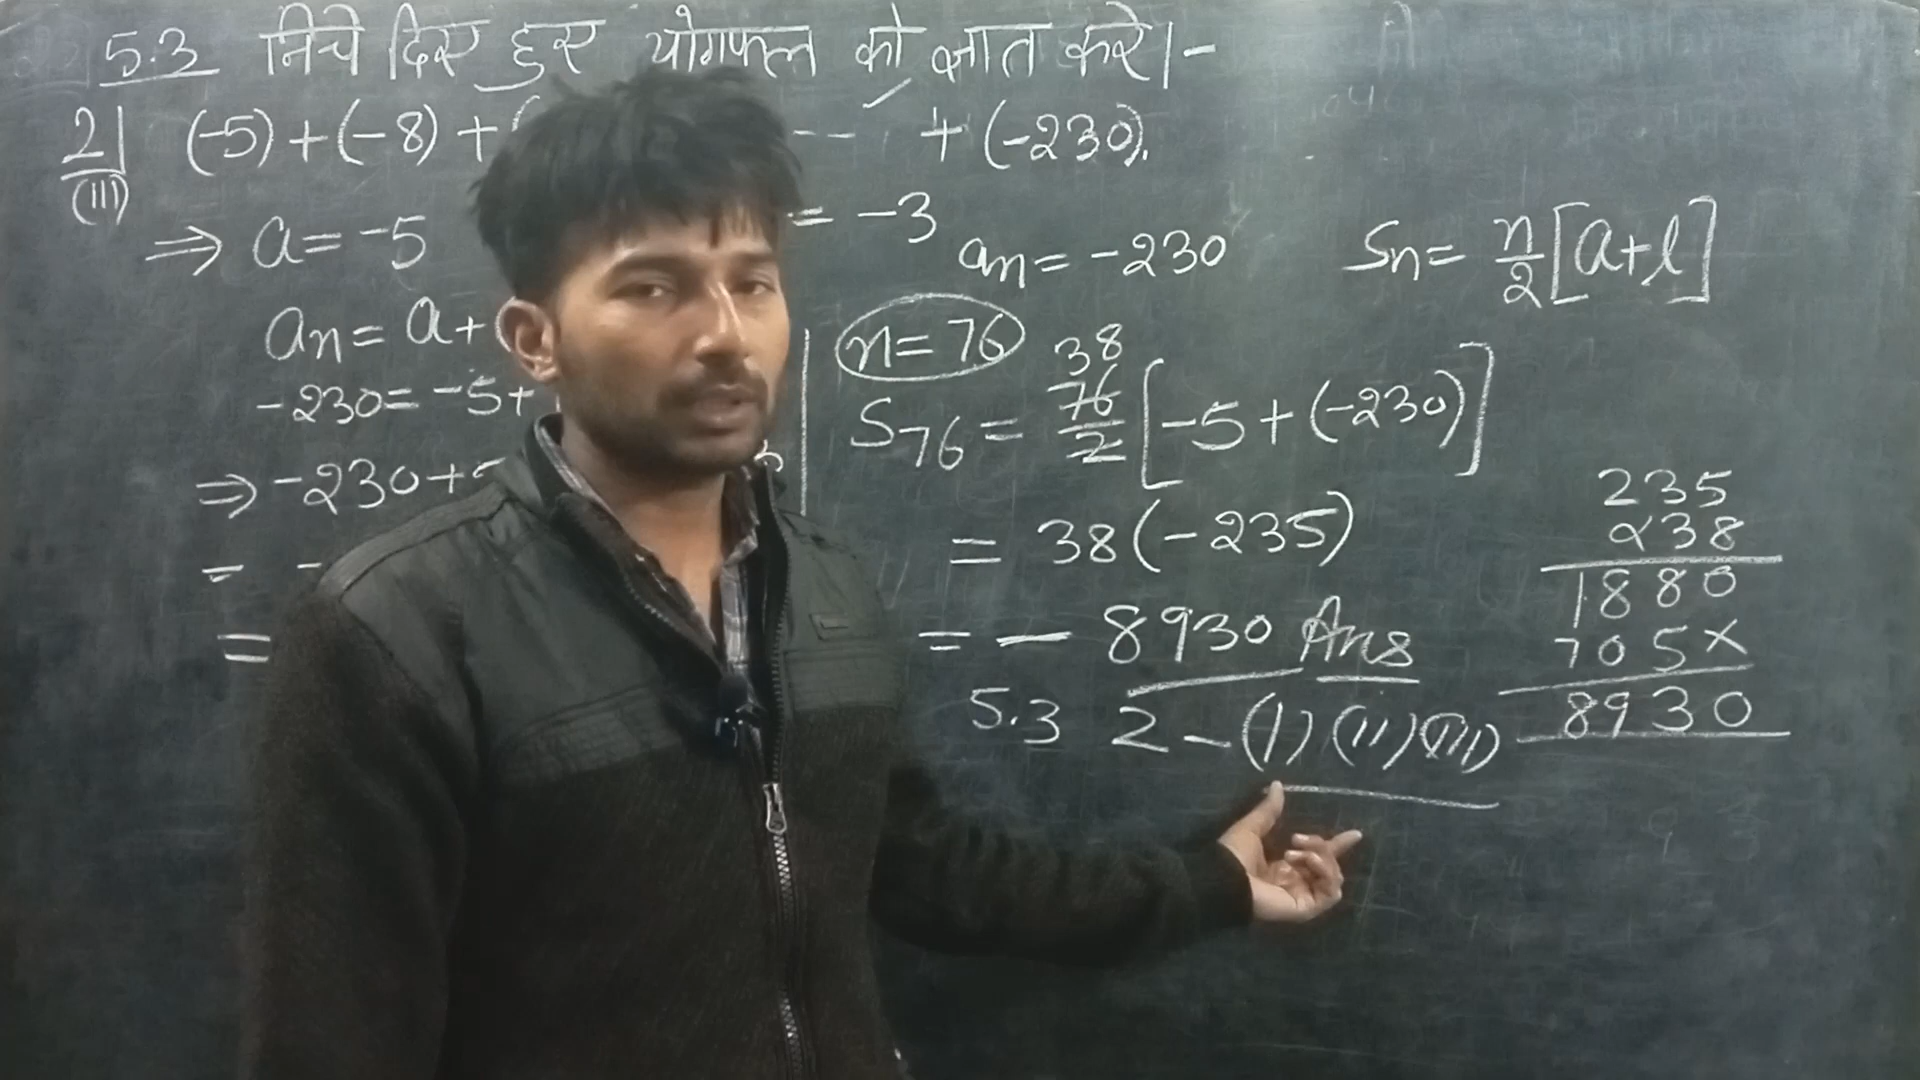 5.3 निचे दिए हुए योगफल को ज्ञात करे।-
2| (-5)+(-8)+( -- + (-230).
(III)
⇒ a=-5 = -3 an=-230 Sn= n/2[a+l]
an= a+ n=76
-230=-5+ S76= 76/2 38 [-5+(-230)]
⇒-230+
= 38(-235)
= - 8930 Ans
5.3 2-(I) (II) (III)
235
x38
1880
705x
8930